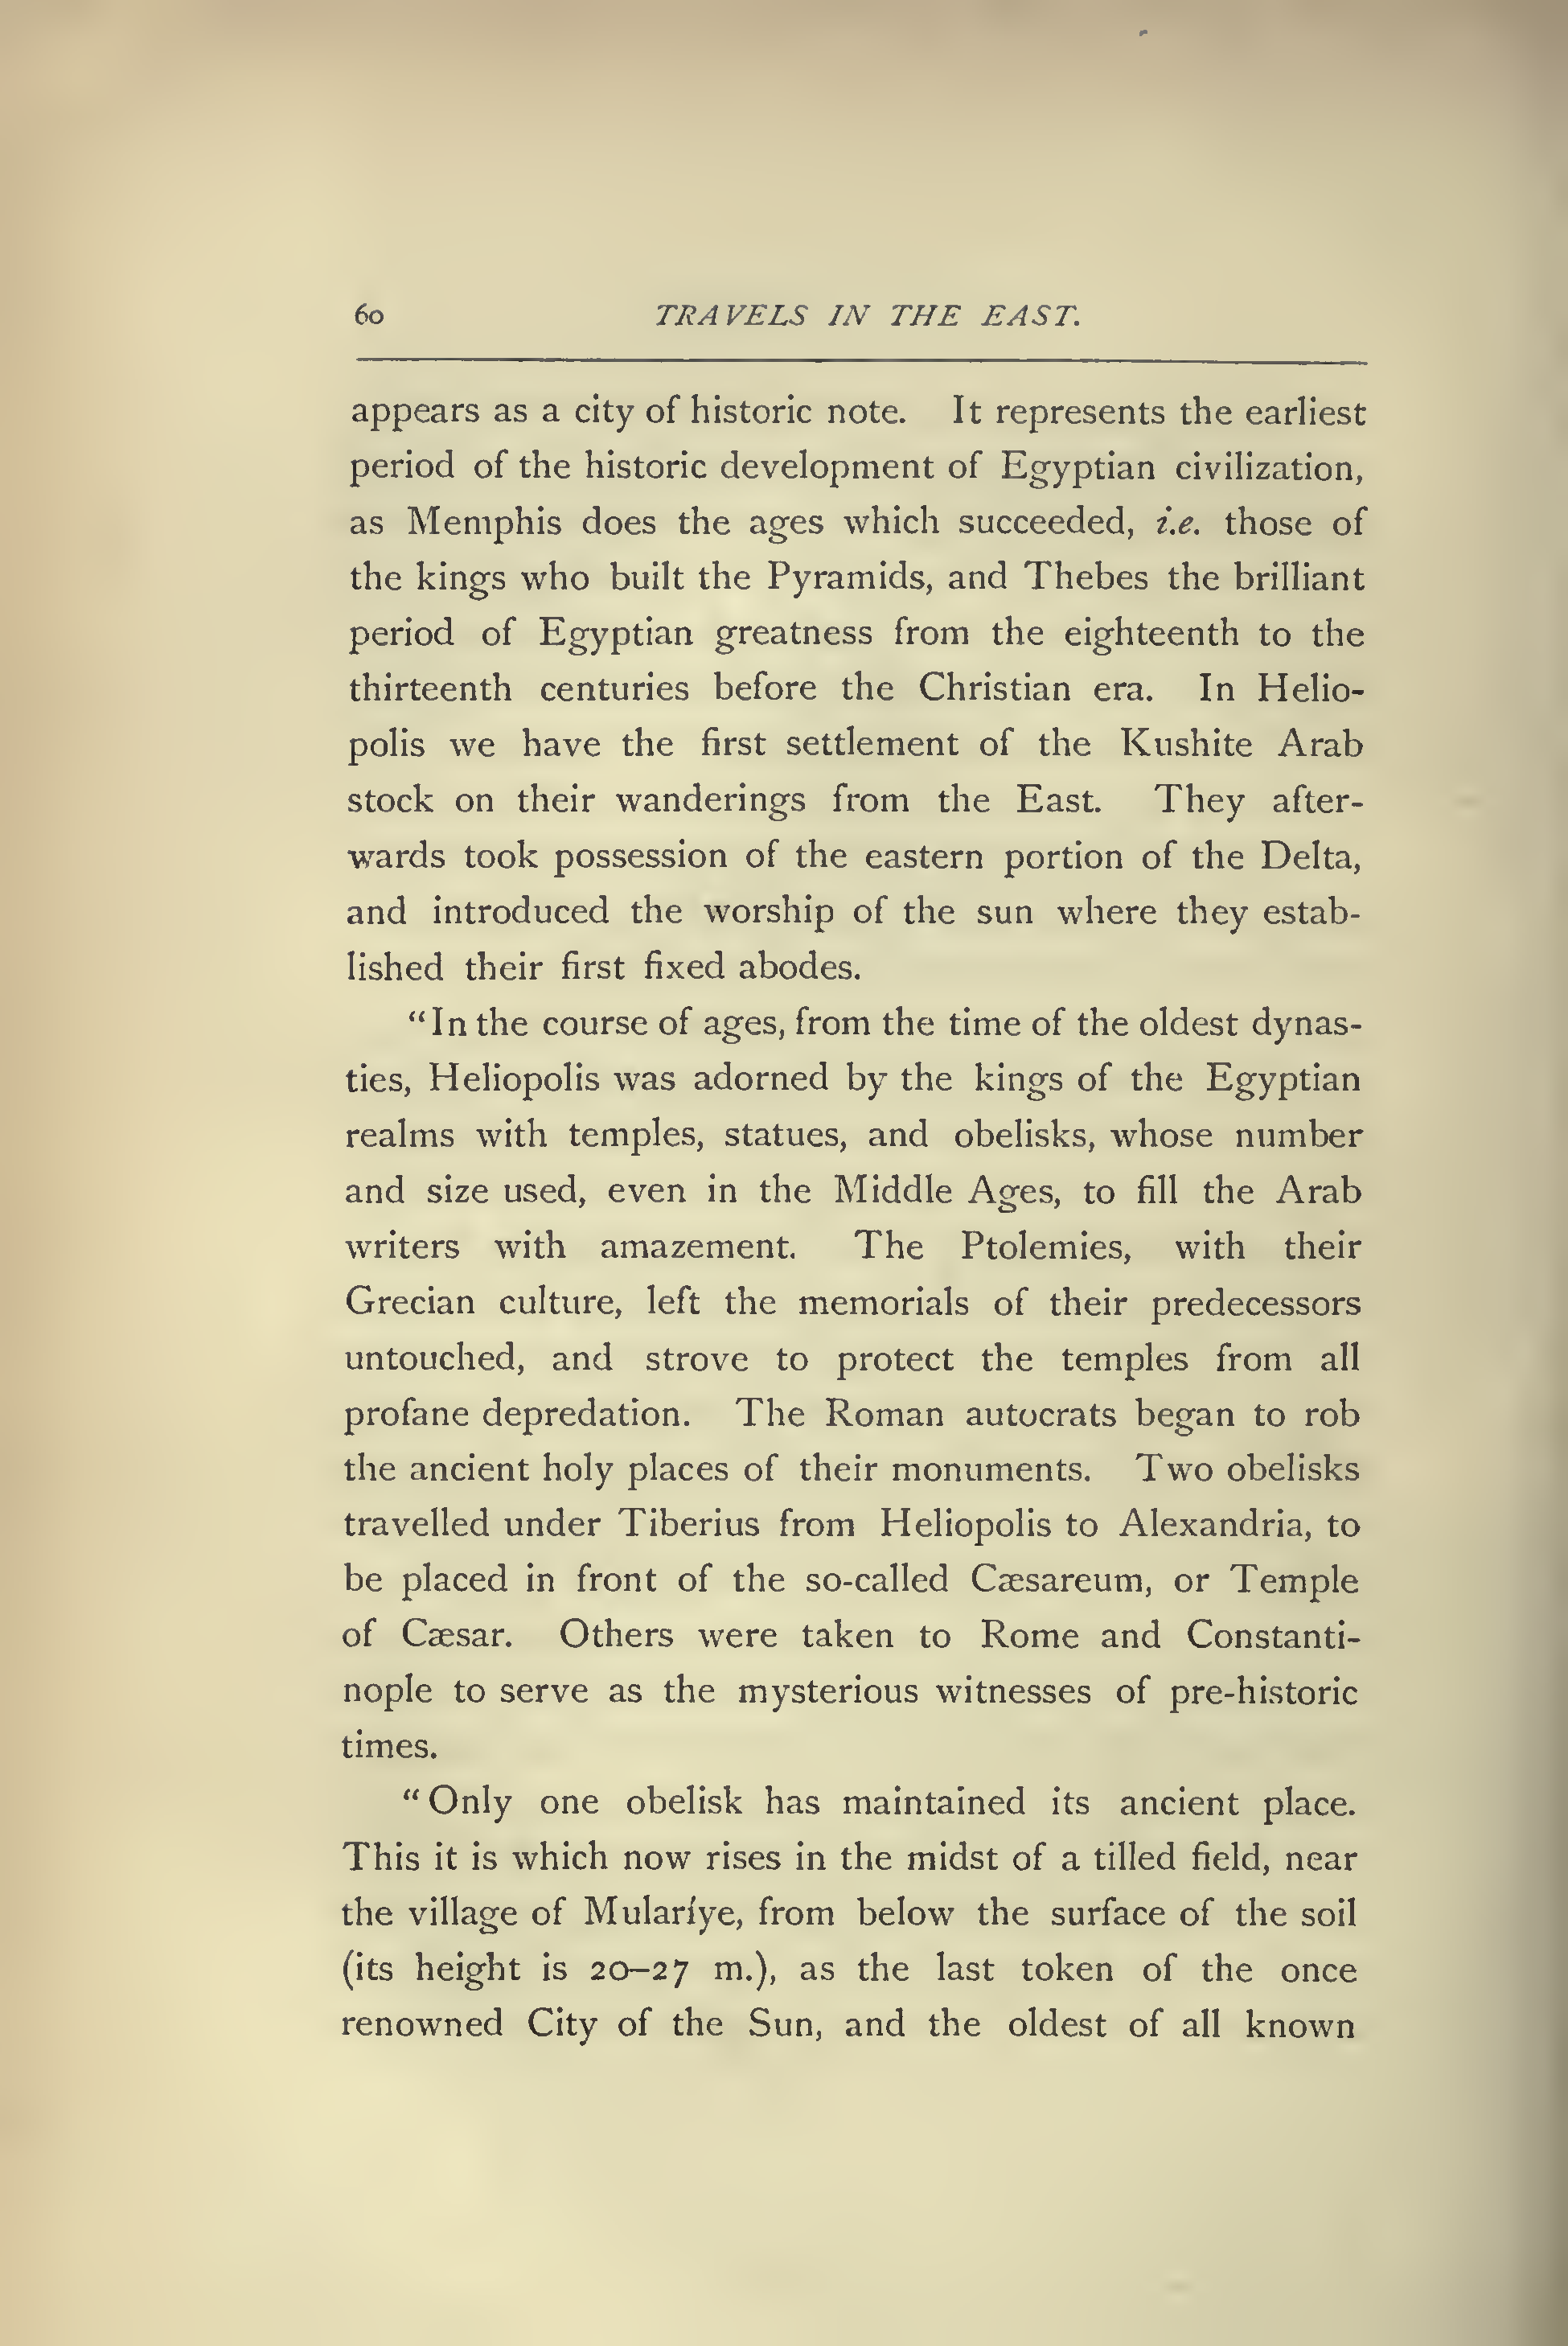 60 TRAVELS IN THE EAST.
appears as a city of historic note. It represents the earliest
period of the historic development of Egyptian civilization,
as Memphis does the ages which succeeded, i.e. those of
the kings who built the Pyramids, and Thebes the brilliant
period of Egyptian greatness from the eighteenth to the
thirteenth centuries before the Christian era. In Helio-
polis we have the first settlement of the Kushite Arab
stock on their wanderings from the East. They after-
wards took possession of the eastern portion of the Delta,
and introduced the worship of the sun where they estab-
lished their first fixed abodes.
“In the course of ages, from the time of the oldest dynas-
ties, Heliopolis was adorned by the kings of the Egyptian
realms with temples, statues, and obelisks, whose number
and size used, even in the Middle Ages, to fill the Arab
writers with amazement. The Ptolemies, with their
Grecian culture, left the memorials of their predecessors
untouched, and strove to protect the temples from all
profane depredation. The Roman autocrats began to rob
the ancient holy places of their monuments. Two obelisks
travelled under Tiberius from Heliopolis to Alexandria, to
be placed in front of the so-called Cæsareum, or Temple
of Cæsar. Others were taken to Rome and Constanti-
nople to serve as the mysterious witnesses of pre-historic
times.
“Only one obelisk has maintained its ancient place.
This it is which now rises in the midst of a tilled field, near
the village of Mularíye, from below the surface of the soil
(its height is 20–27 m.), as the last token of the once
renowned City of the Sun, and the oldest of all known